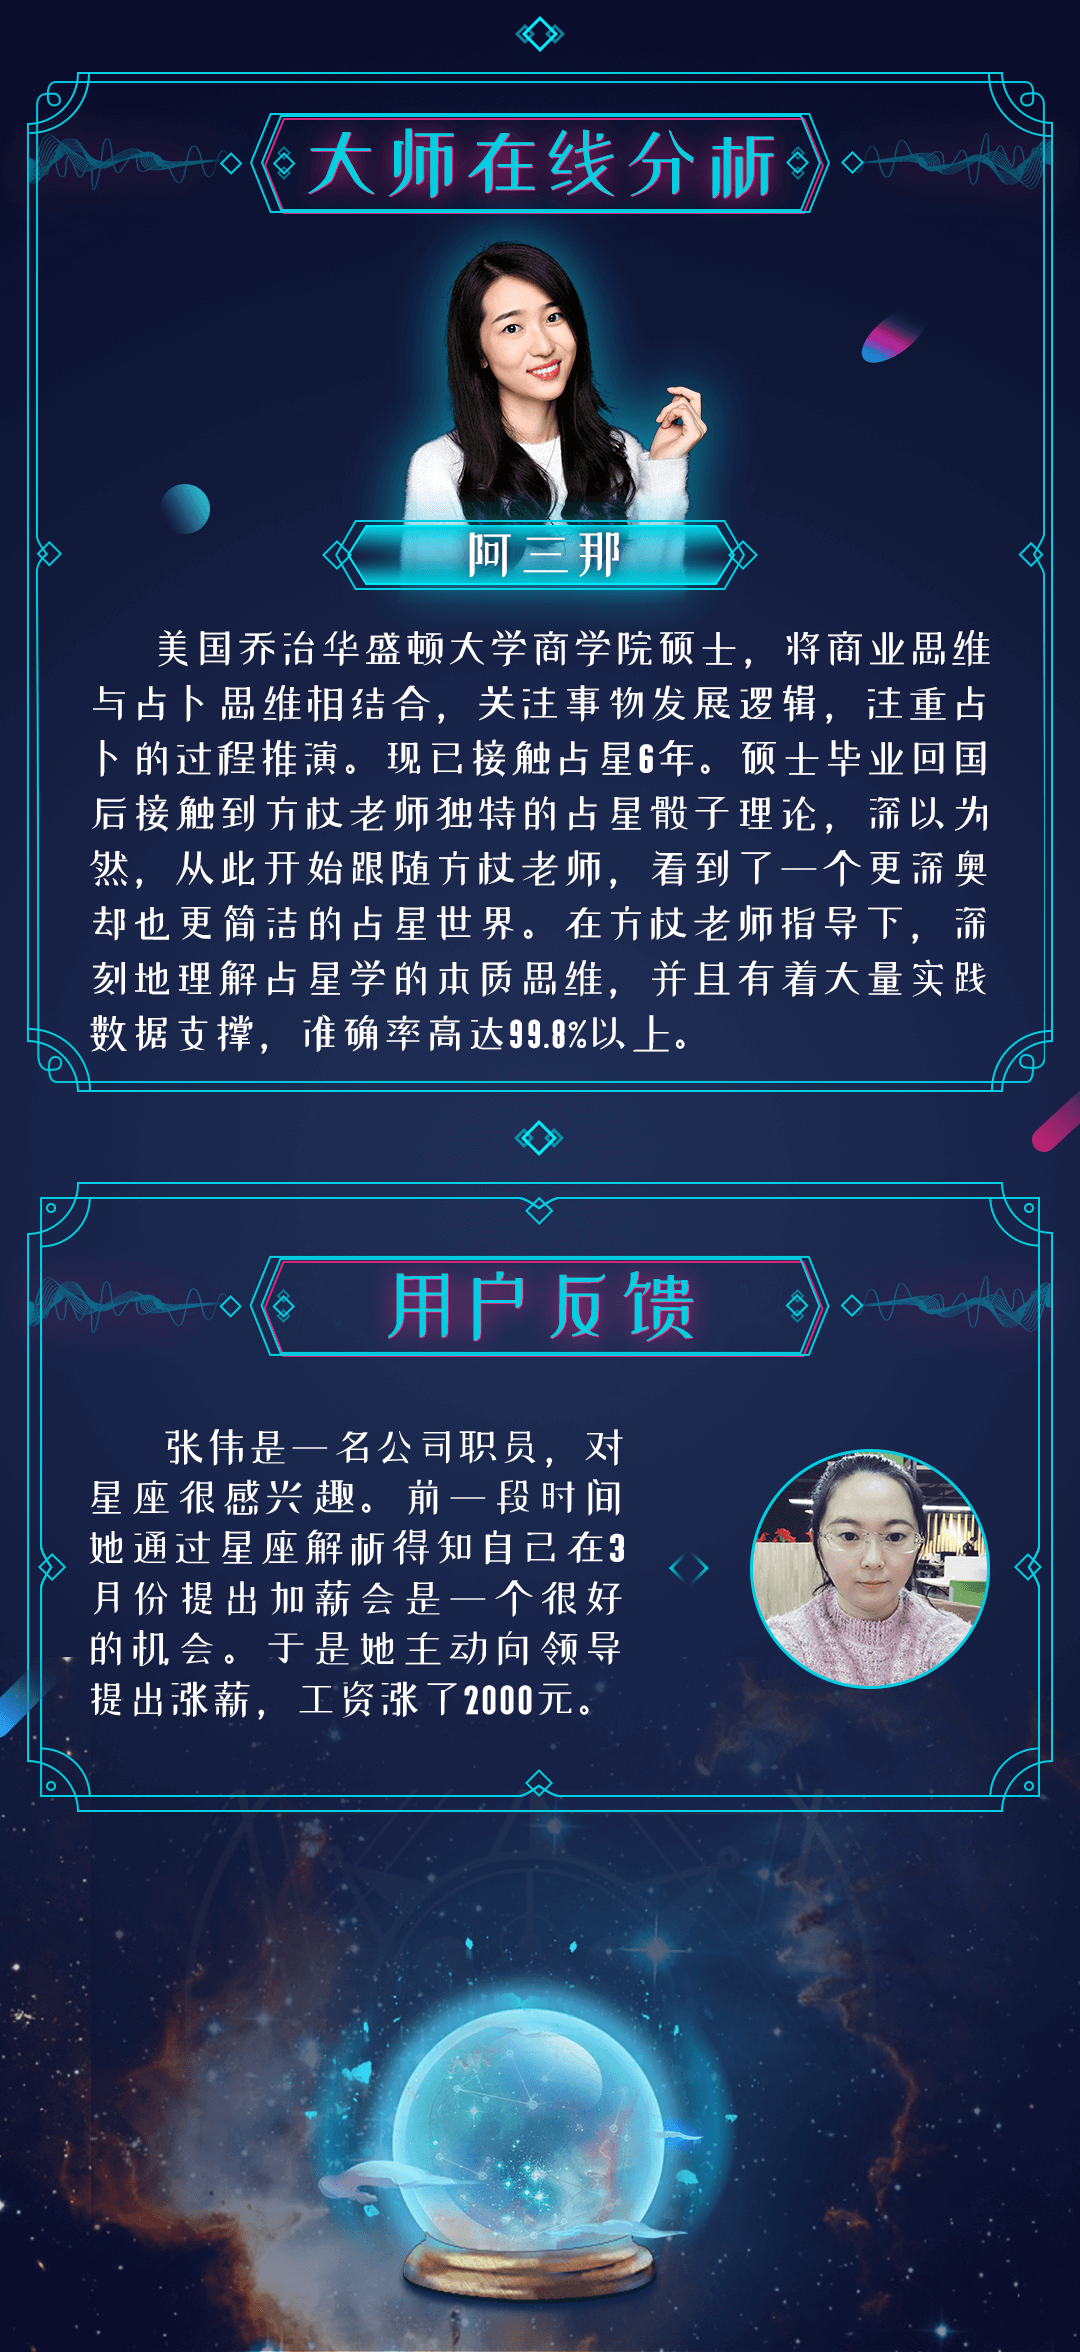 大师在线分析
阿三那
美国乔治华盛顿大学商学院硕士，将商业思维
与占卜思维相结合，关注事物发展逻辑，注重占
卜的过程推演。现已接触占星6年。硕士毕业回国
后接触到方杖老师独特的占星骰子理论，深以为
然，从此开始跟随方杖老师，看到了一个更深奥
却也更简洁的占星世界。在方杖老师指导下，深
刻地理解占星学的本质思维，并且有着大量实践
数据支撑，准确率高达99.8%以上。
用户反馈
张伟是一名公司职员，对
星座很感兴趣。前一段时间
她通过星座解析得知自己在3
月份提出加薪会是一个很好
的机会。于是她主动向领导
提出涨薪，工资涨了2000元。